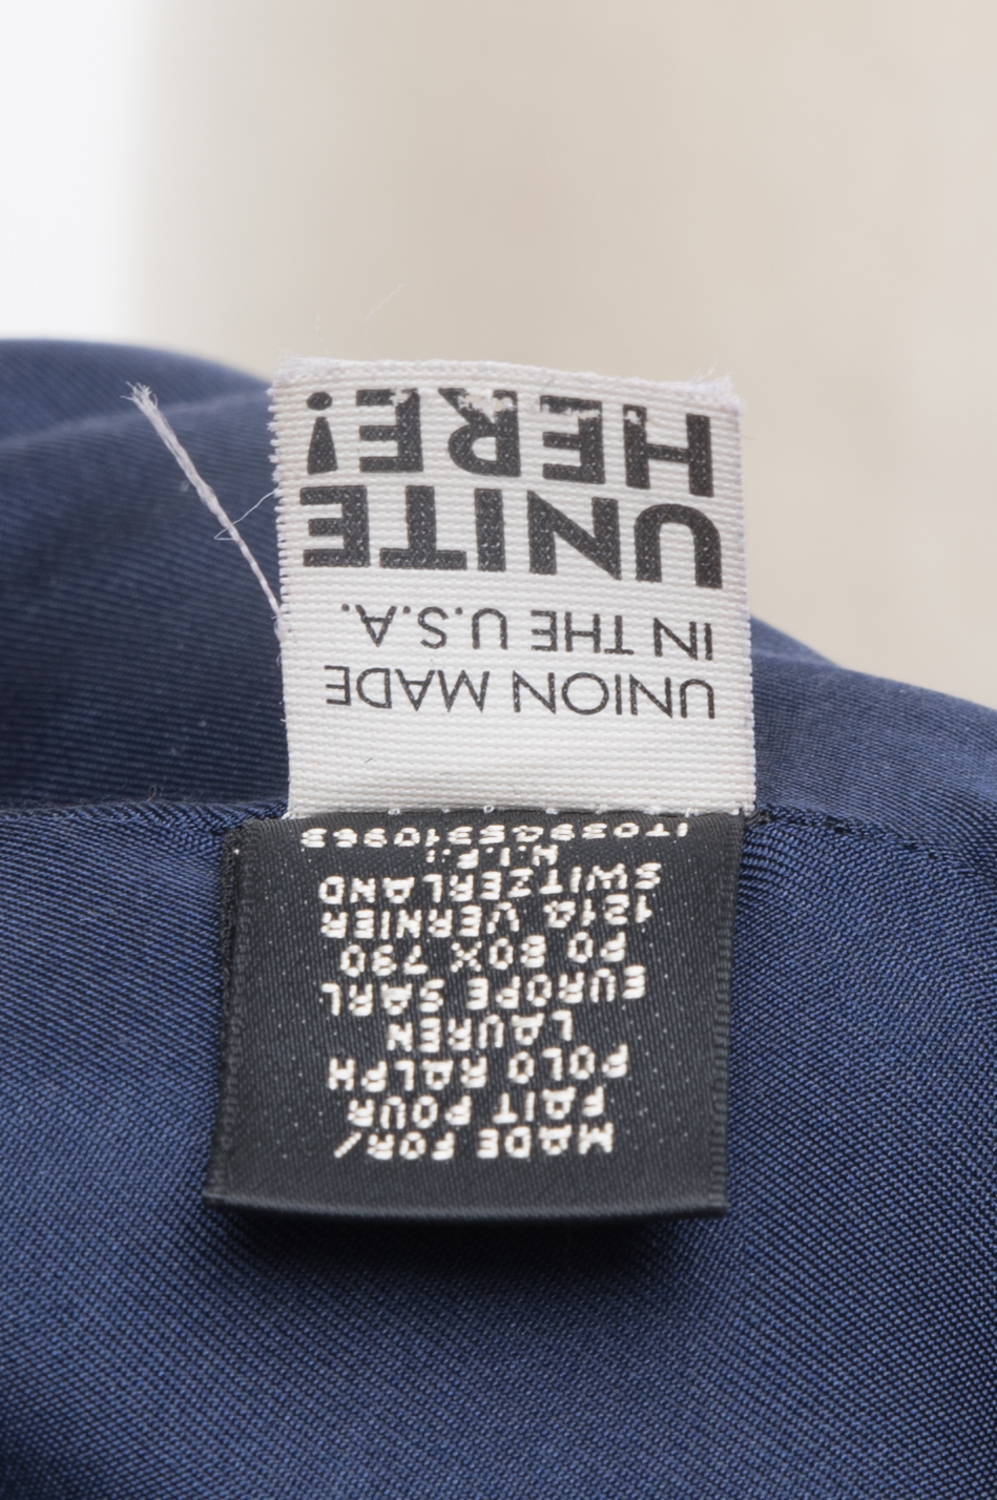 UNION MADE
IN THE U.S.A.
UNITE
HERE!
MADE FOR/
FAIT POUR
POLO RALPH
LAUREN
EUROPE SARL
PO BOX 790
1214 VERNIER
SWITZERLAND
N.I.F.: